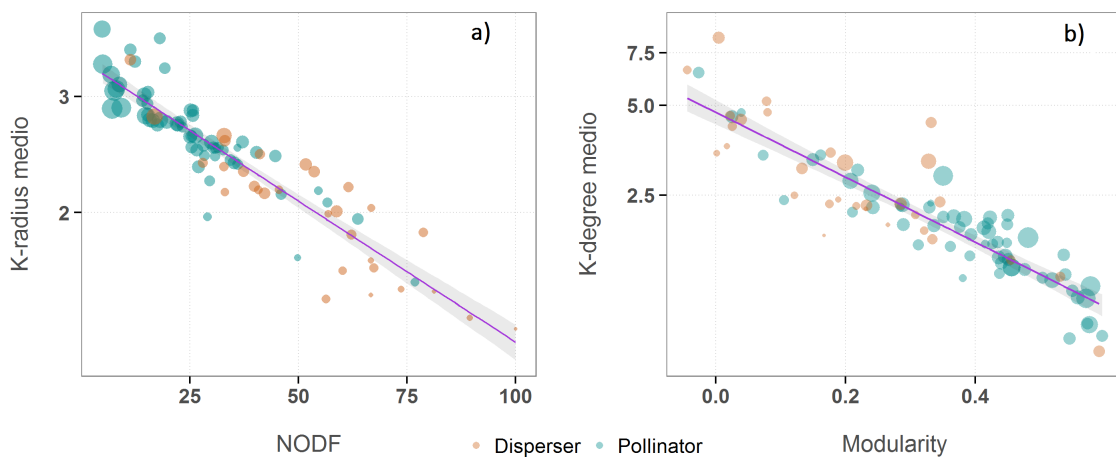 a)
K-radius medio
3
2
25
50
75
100
NODF
b)
K-degree medio
7.5
5.0
2.5
0.0
0.2
0.4
Modularity
Disperser
Pollinator